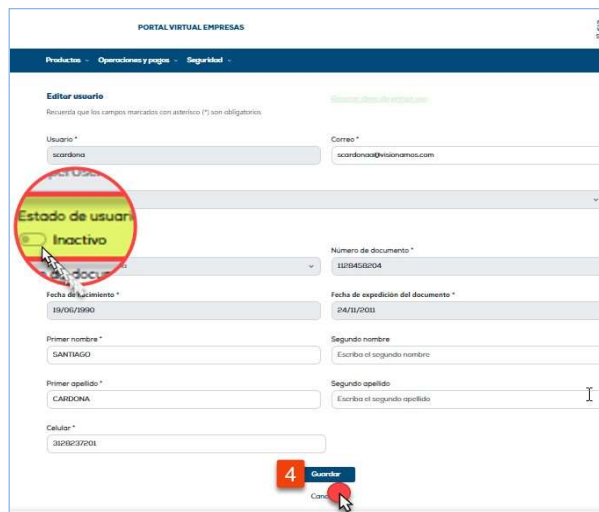 PORTAL VIRTUAL EMPRESAS
Productos Operaciones y pagos Seguridad
Editar usuario
Recuerda que los campos marcados con asterisco (*) son obligatorios
Usuario * Correo *
scardona scardonaa@visionamos.com
Estado de usuari
Inactivo
Número de documento *
1128458204
Fecha de nacimiento * Fecha de expedición del documento *
19/06/1990 24/11/2011
Primer nombre * Segundo nombre
SANTIAGO Escriba el segundo nombre
Primer apellido * Segundo apellido
CARDONA Escriba el segundo apellido
Celular *
3128237201
4 Guardar
Canc